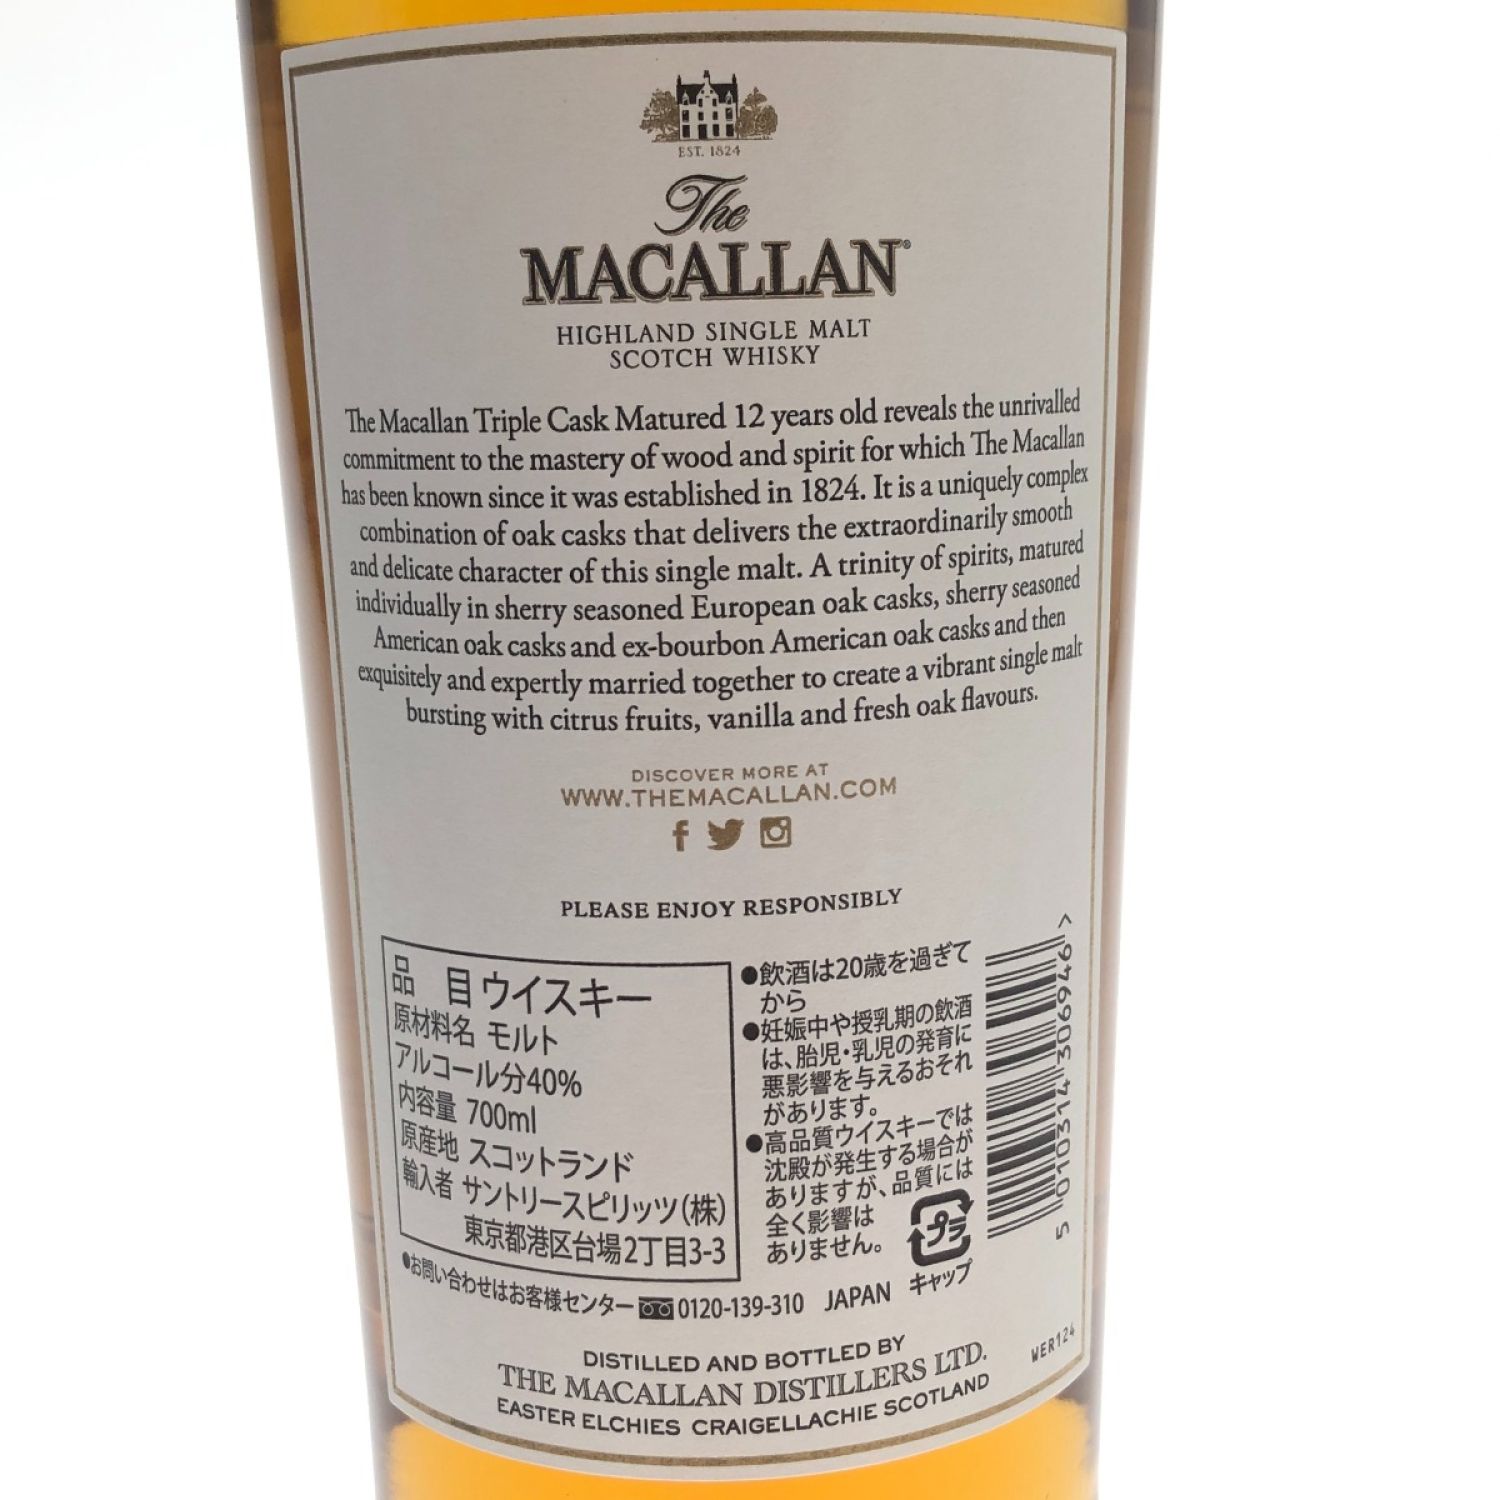 EST. 1824
The
MACALLAN®
HIGHLAND SINGLE MALT
SCOTCH WHISKY
The Macallan Triple Cask Matured 12 years old reveals the unrivalled
commitment to the mastery of wood and spirit for which The Macallan
has been known since it was established in 1824. It is a uniquely complex
combination of oak casks that delivers the extraordinarily smooth
and delicate character of this single malt. A trinity of spirits, matured
individually in sherry seasoned European oak casks, sherry seasoned
American oak casks and ex-bourbon American oak casks and then
exquisitely and expertly married together to create a vibrant single malt
bursting with citrus fruits, vanilla and fresh oak flavours.
DISCOVER MORE AT
WWW.THEMACALLAN.COM
PLEASE ENJOY RESPONSIBLY
品 目 ウイスキー
原材料名 モルト
アルコール分40%
内容量 700ml
原産地 スコットランド
輸入者 サントリースピリッツ(株)
東京都港区台場2丁目3-3
●飲酒は20歳を過ぎて
から
●妊娠中や授乳期の飲酒
は、胎児・乳児の発育に
悪影響を与えるおそれ
があります。
●高品質ウイスキーでは
沈殿が発生する場合が
ありますが、品質には
全く影響は
ありません。
プラ
キャップ
5 010314 306946 >
●お問い合わせはお客様センター 0120-139-310 JAPAN
DISTILLED AND BOTTLED BY
THE MACALLAN DISTILLERS LTD.
EASTER ELCHIES CRAIGELLACHIE SCOTLAND
WER124